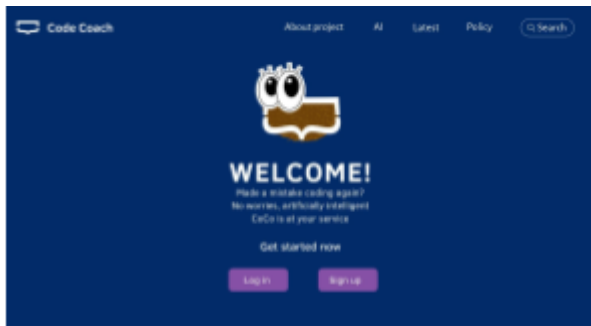 Code Coach
About project
AI
Latest
Policy
Search
WELCOME!
Made a mistake coding again?
No worries, artificially intelligent
CoCo is at your service
Get started now
Log in
Sign up